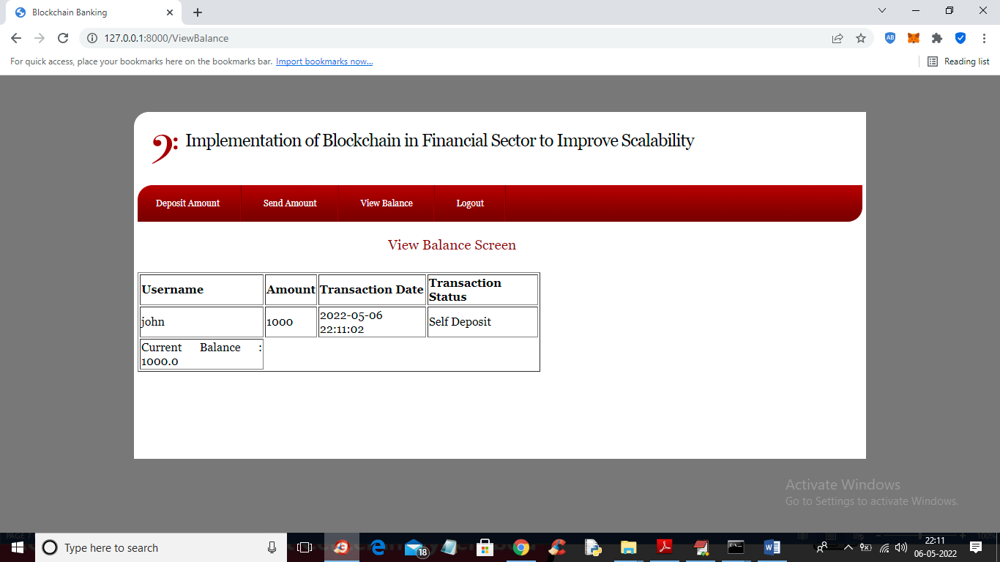 Blockchain Banking
127.0.0.1:8000/ViewBalance
For quick access, place your bookmarks here on the bookmarks bar. Import bookmarks now...
Reading list
Implementation of Blockchain in Financial Sector to Improve Scalability
Deposit Amount
Send Amount
View Balance
Logout
View Balance Screen
Username
Amount
Transaction Date
Transaction
Status
john
1000
2022-05-06
22:11:02
Self Deposit
Current Balance :
1000.0
Activate Windows
Go to Settings to activate Windows.
Type here to search
18
22:11
06-05-2022
100%